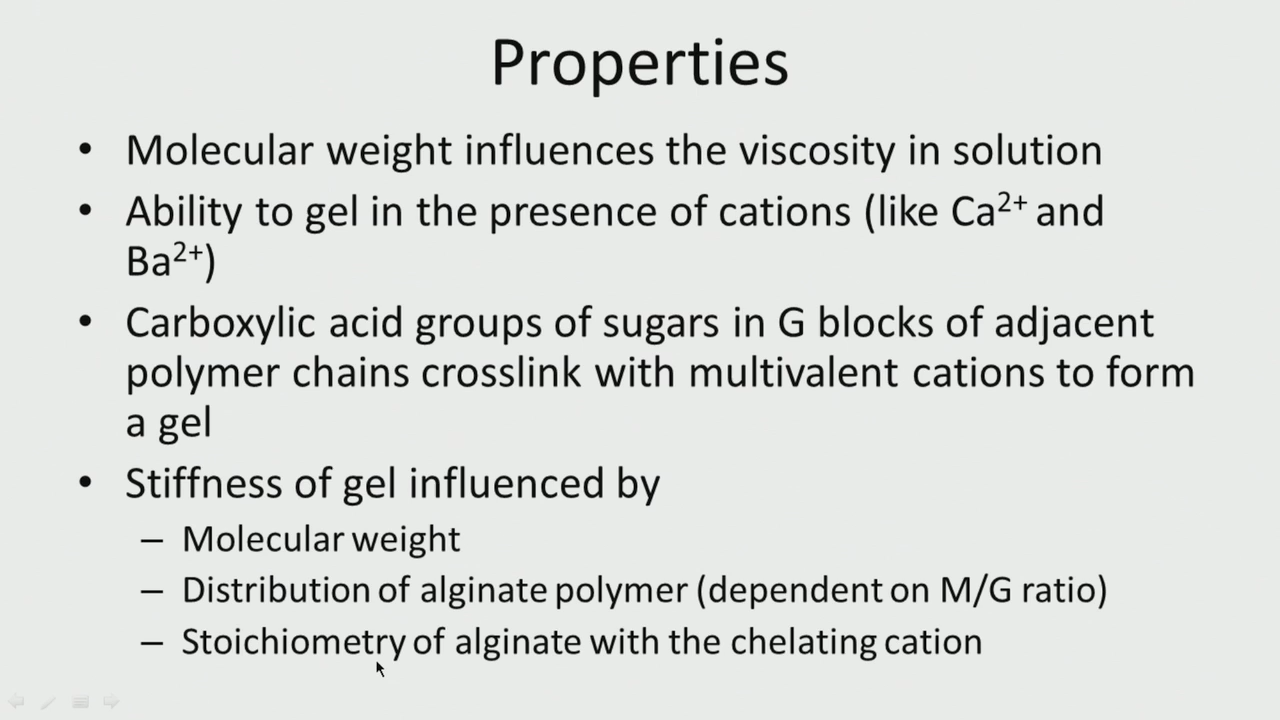 Properties
• Molecular weight influences the viscosity in solution
• Ability to gel in the presence of cations (like Ca²⁺ and
Ba²⁺)
• Carboxylic acid groups of sugars in G blocks of adjacent
polymer chains crosslink with multivalent cations to form
a gel
• Stiffness of gel influenced by
– Molecular weight
– Distribution of alginate polymer (dependent on M/G ratio)
– Stoichiometry of alginate with the chelating cation